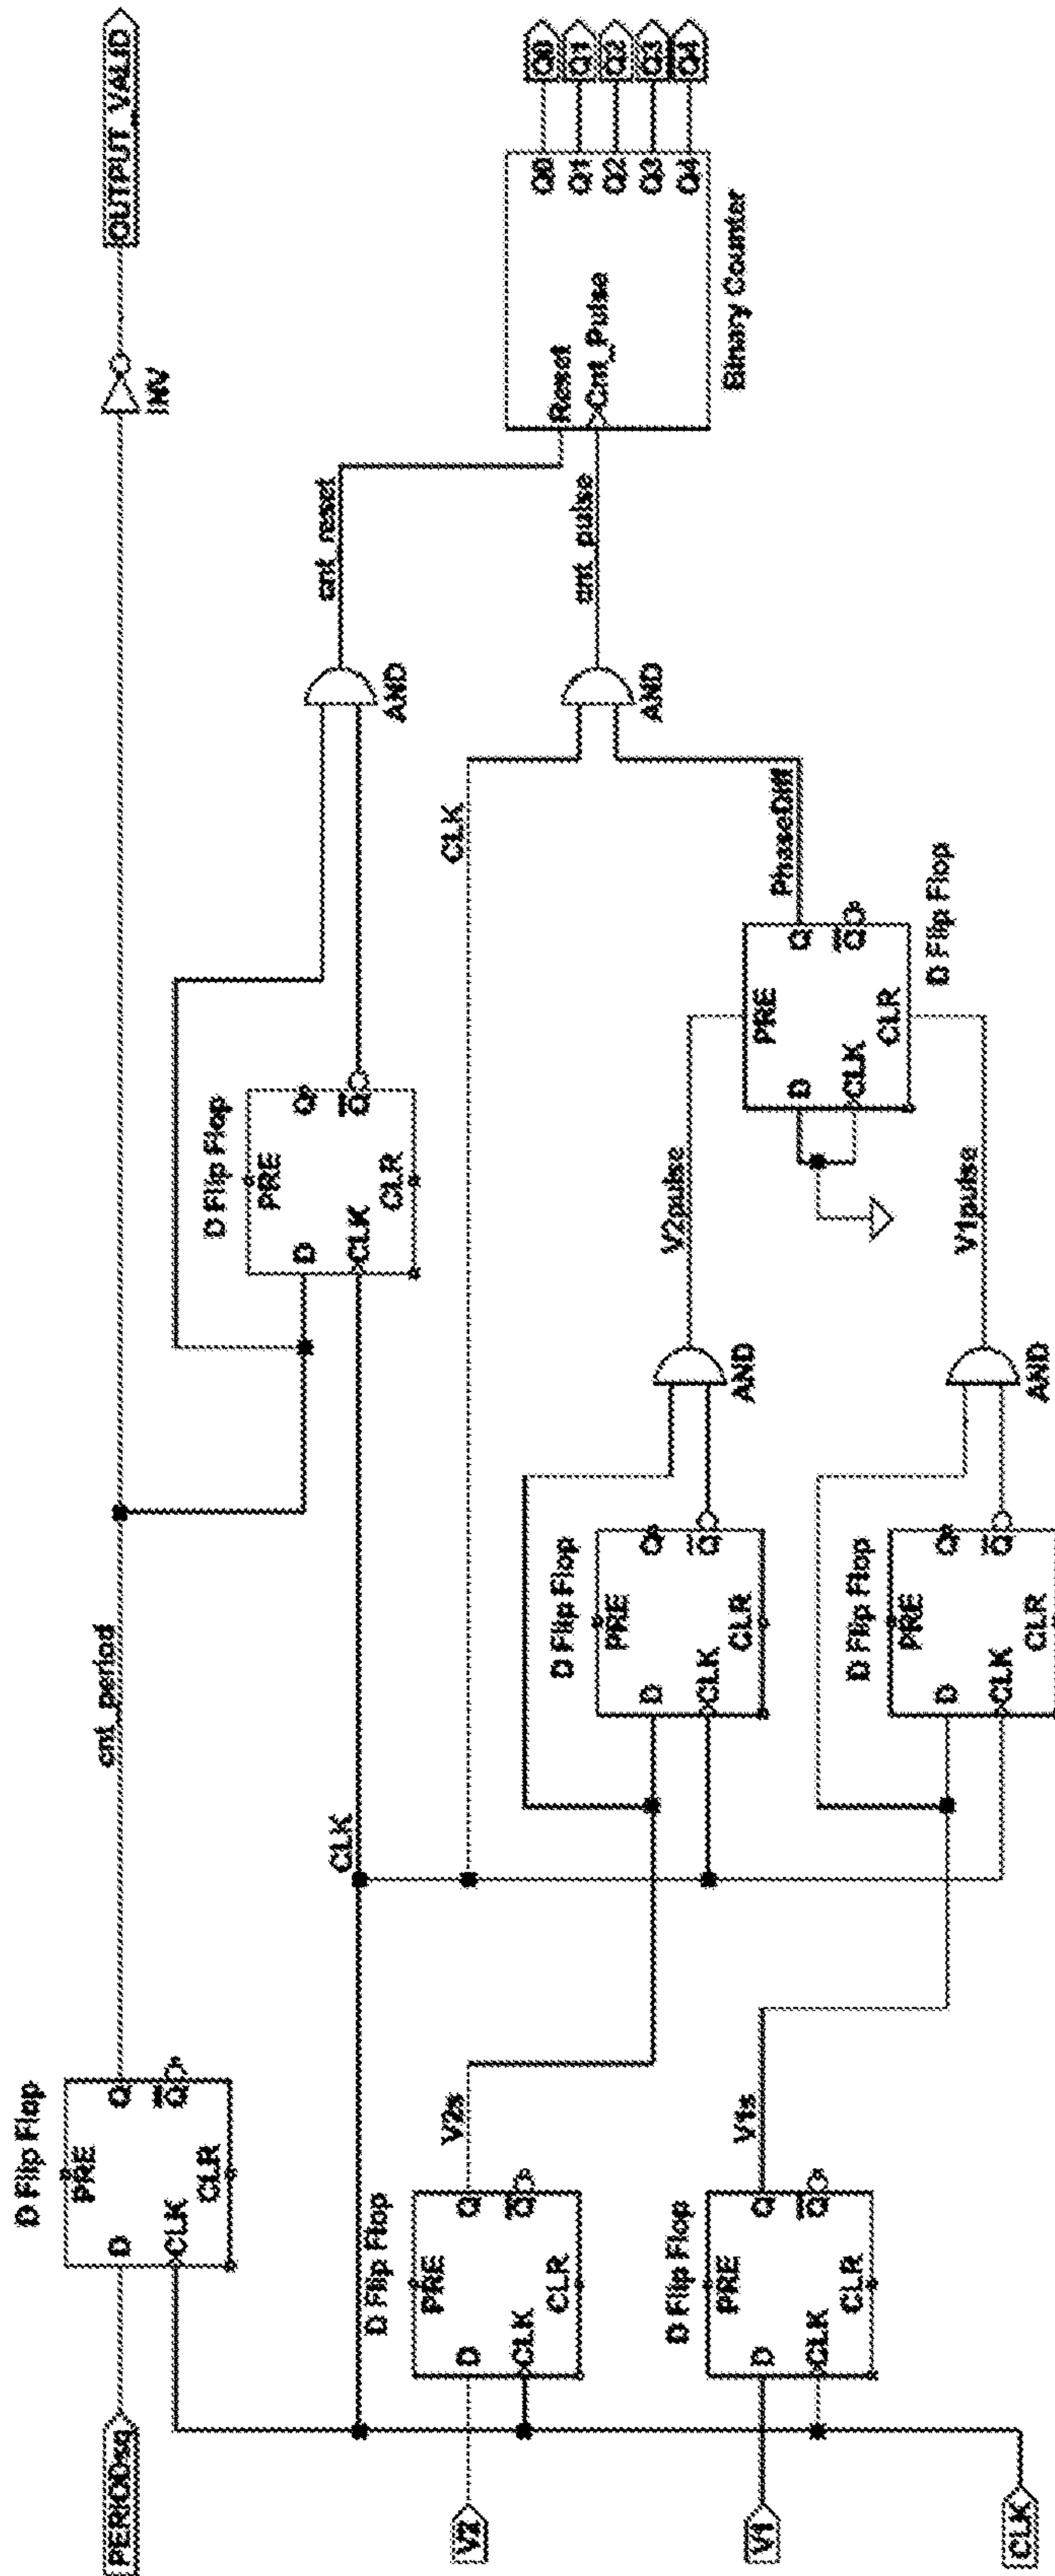 PERIODsq
D Flip Flop
PRE
D
Q
CLK
Q
CLR
cnt_period
INV
OUTPUT_VALID
D Flip Flop
PRE
D
Q
CLK
Q
CLR
CLK
AND
cnt_reset
V2
D Flip Flop
PRE
D
Q
CLK
Q
CLR
V2s
D Flip Flop
PRE
D
Q
CLK
Q
CLR
AND
V2pulse
CLK
AND
cnt_pulse
Reset
Cnt_Pulse
Q0
Q1
Q2
Q3
Q4
Q0
Q1
Q2
Q3
Q4
Binary Counter
V1
D Flip Flop
PRE
D
Q
CLK
Q
CLR
V1s
D Flip Flop
PRE
D
Q
CLK
Q
CLR
AND
V1pulse
PRE
D
Q
CLK
Q
CLR
D Flip Flop
PhaseDiff
CLK